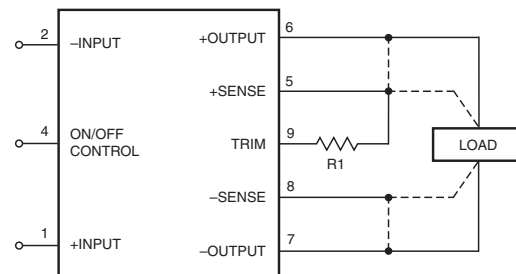 2
–INPUT
+OUTPUT
6
+SENSE
5
4
ON/OFF
CONTROL
TRIM
9
R1
LOAD
–SENSE
8
1
+INPUT
–OUTPUT
7